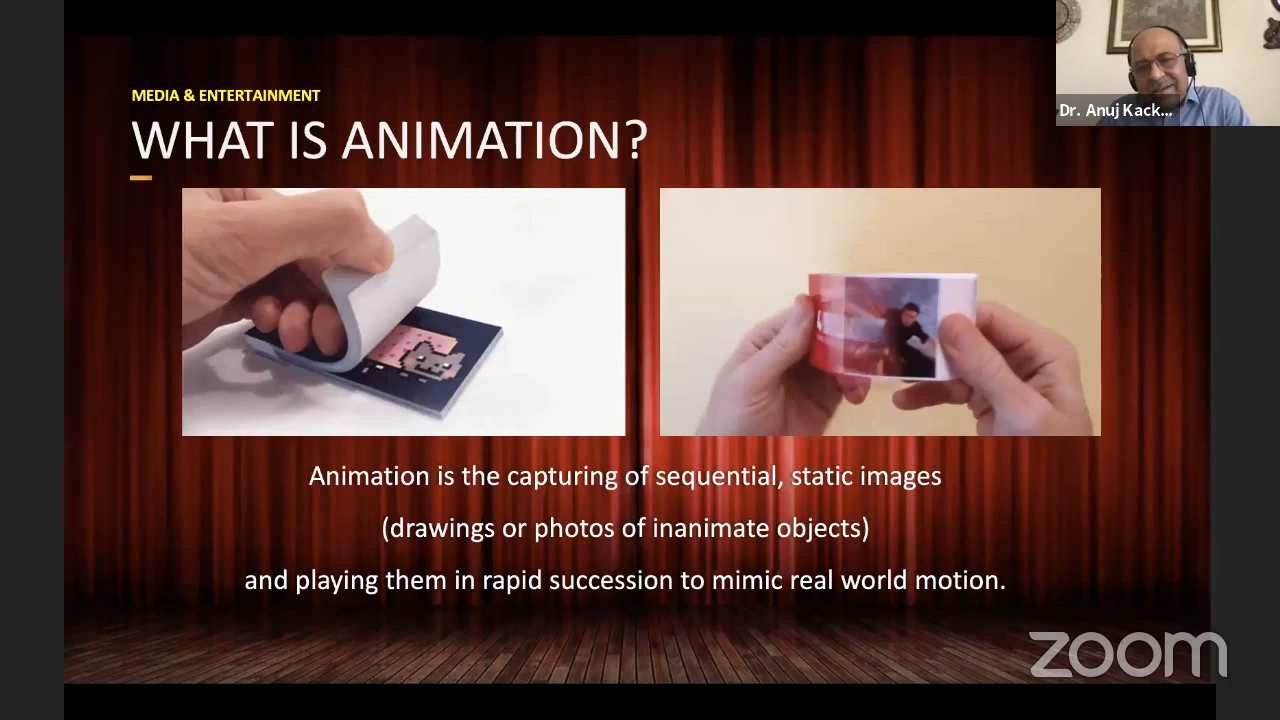 MEDIA & ENTERTAINMENT
WHAT IS ANIMATION?
Dr. Anuj Kack...
Animation is the capturing of sequential, static images
(drawings or photos of inanimate objects)
and playing them in rapid succession to mimic real world motion.
zoom